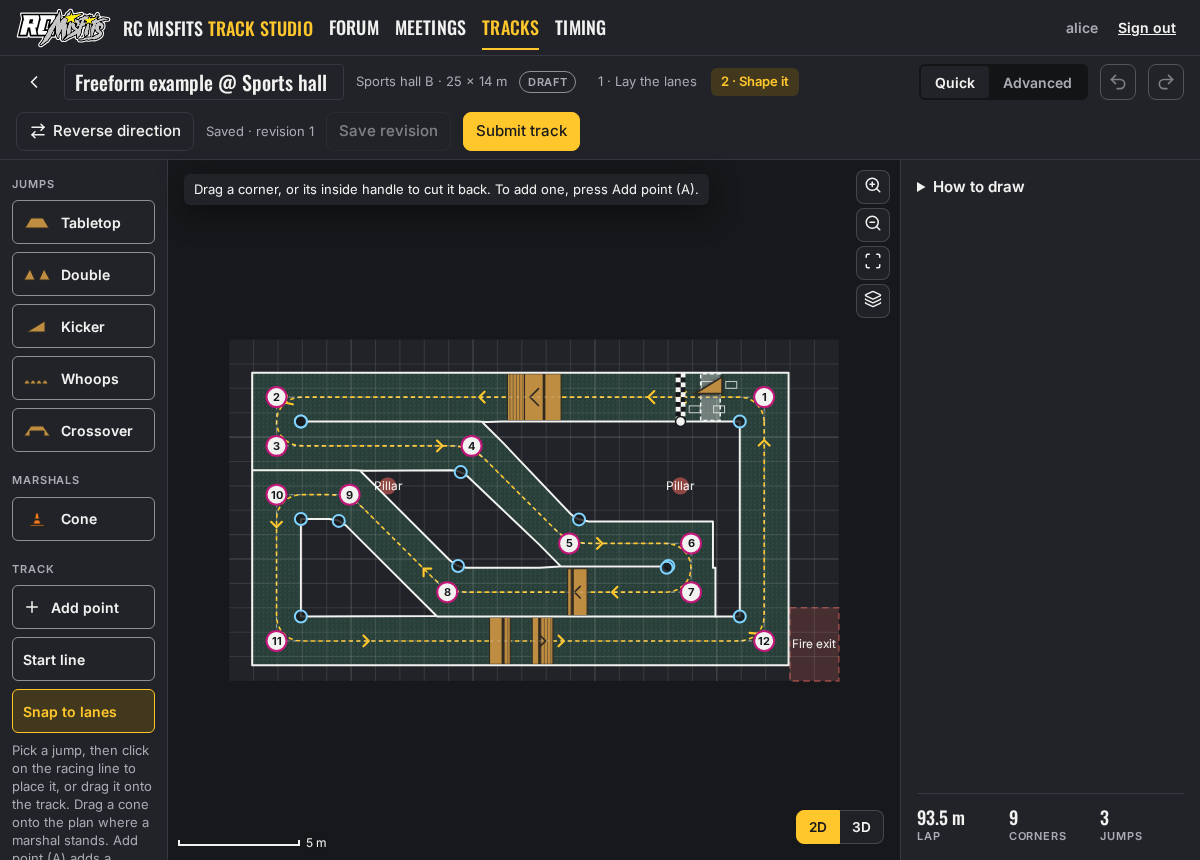 RC Misfits
RC MISFITS TRACK STUDIO
FORUM
MEETINGS
TRACKS
TIMING
alice
Sign out
Freeform example @ Sports hall
Sports hall B · 25 × 14 m
DRAFT
1 · Lay the lanes
2 · Shape it
Quick
Advanced
Reverse direction
Saved · revision 1
Save revision
Submit track
JUMPS
Tabletop
Double
Kicker
Whoops
Crossover
MARSHALS
Cone
TRACK
Add point
Start line
Snap to lanes
Pick a jump, then click
on the racing line to
place it, or drag it onto
the track. Drag a cone
onto the plan where a
marshal stands. Add
point (A) adds a
Drag a corner, or its inside handle to cut it back. To add one, press Add point (A).
2
1
3
4
Pillar
Pillar
10
9
5
6
8
7
11
12
Fire exit
5 m
2D
3D
How to draw
93.5 m
LAP
9
CORNERS
3
JUMPS